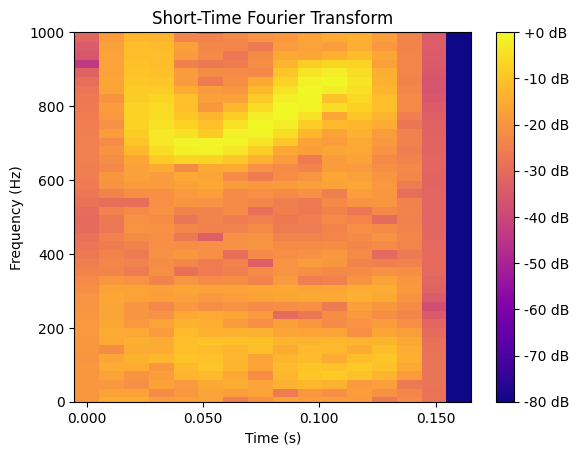 Short-Time Fourier Transform
1000
800
600
400
200
0
Frequency (Hz)
0.000
0.050
0.100
0.150
Time (s)
+0 dB
-10 dB
-20 dB
-30 dB
-40 dB
-50 dB
-60 dB
-70 dB
-80 dB